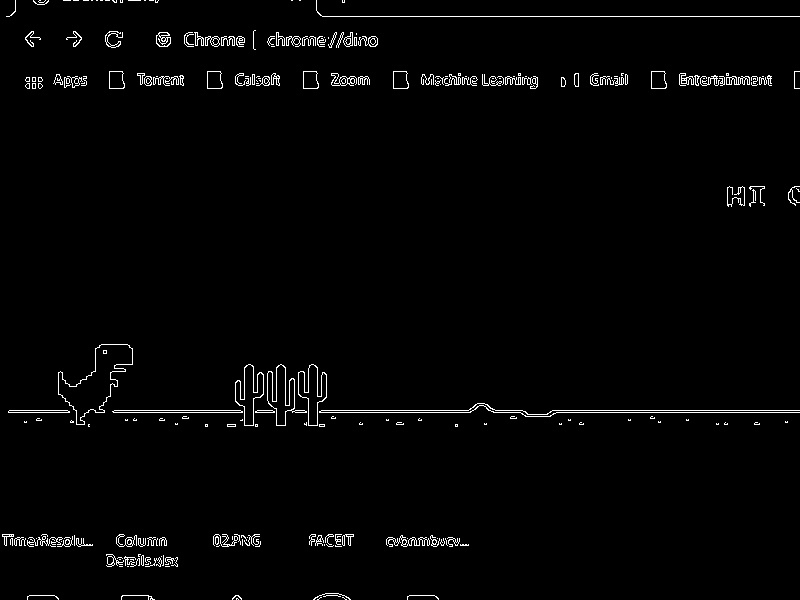 Chrome | chrome://dino
Apps Torrent Calsoft Zoom Machine Learning Gmail Entertainment
HI
TimerResolu... Column 02.PNG FACEIT cvbnmbvcv...
Details.xlsx